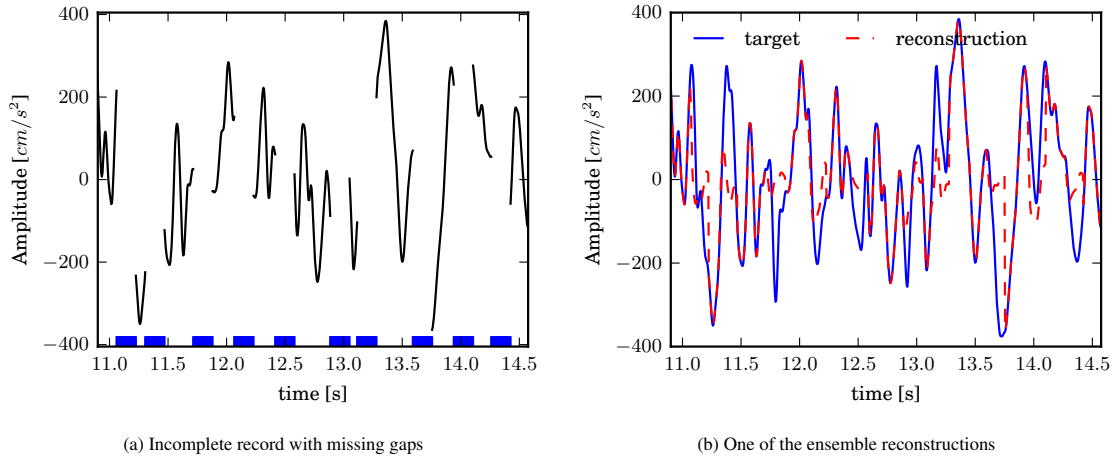 400
200
0
−200
−400
Amplitude [cm/s²]
11.0 11.5 12.0 12.5 13.0 13.5 14.0 14.5
time [s]
(a) Incomplete record with missing gaps
target reconstruction
400
200
0
−200
−400
Amplitude [cm/s²]
11.0 11.5 12.0 12.5 13.0 13.5 14.0 14.5
time [s]
(b) One of the ensemble reconstructions